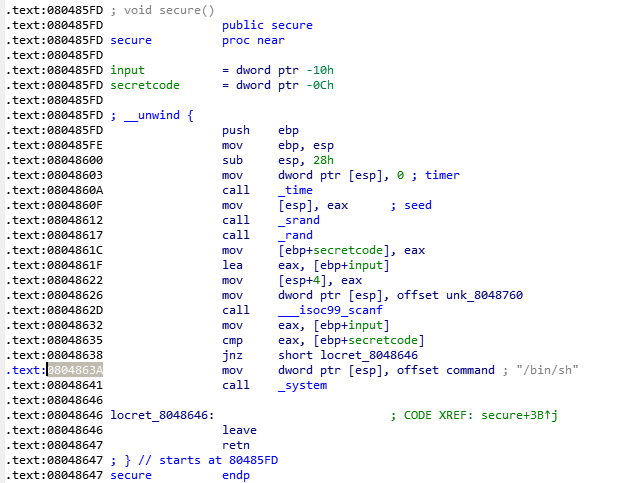 .text:080485FD ; void secure()
.text:080485FD public secure
.text:080485FD secure proc near
.text:080485FD
.text:080485FD input = dword ptr -10h
.text:080485FD secretcode = dword ptr -0Ch
.text:080485FD
.text:080485FD ; __unwind {
.text:080485FD push ebp
.text:080485FE mov ebp, esp
.text:08048600 sub esp, 28h
.text:08048603 mov dword ptr [esp], 0 ; timer
.text:0804860A call _time
.text:0804860F mov [esp], eax ; seed
.text:08048612 call _srand
.text:08048617 call _rand
.text:0804861C mov [ebp+secretcode], eax
.text:0804861F lea eax, [ebp+input]
.text:08048622 mov [esp+4], eax
.text:08048626 mov dword ptr [esp], offset unk_8048760
.text:0804862D call ___isoc99_scanf
.text:08048632 mov eax, [ebp+input]
.text:08048635 cmp eax, [ebp+secretcode]
.text:08048638 jnz short locret_8048646
.text:0804863A mov dword ptr [esp], offset command ; "/bin/sh"
.text:08048641 call _system
.text:08048646
.text:08048646 locret_8048646: ; CODE XREF: secure+3B↑j
.text:08048646 leave
.text:08048647 retn
.text:08048647 ; } // starts at 80485FD
.text:08048647 secure endp